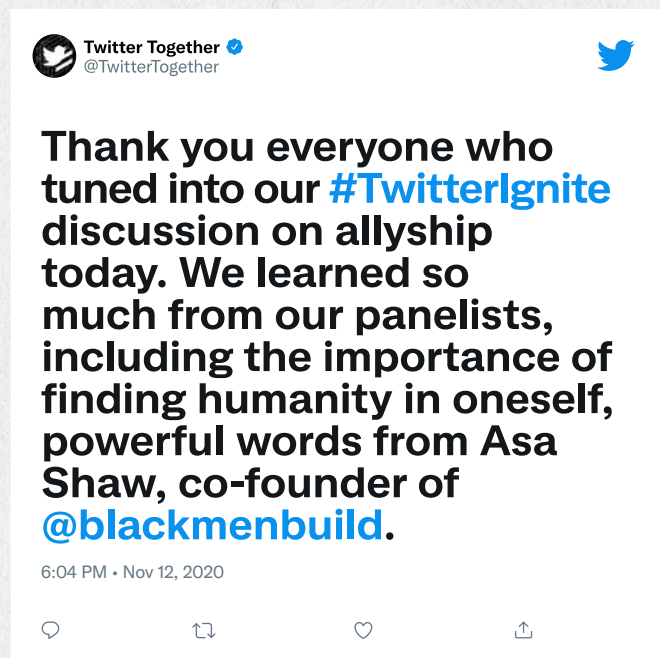 Twitter Together
@TwitterTogether
Thank you everyone who
tuned into our #TwitterIgnite
discussion on allyship
today. We learned so
much from our panelists,
including the importance of
finding humanity in oneself,
powerful words from Asa
Shaw, co-founder of
@blackmenbuild.
6:04 PM • Nov 12, 2020